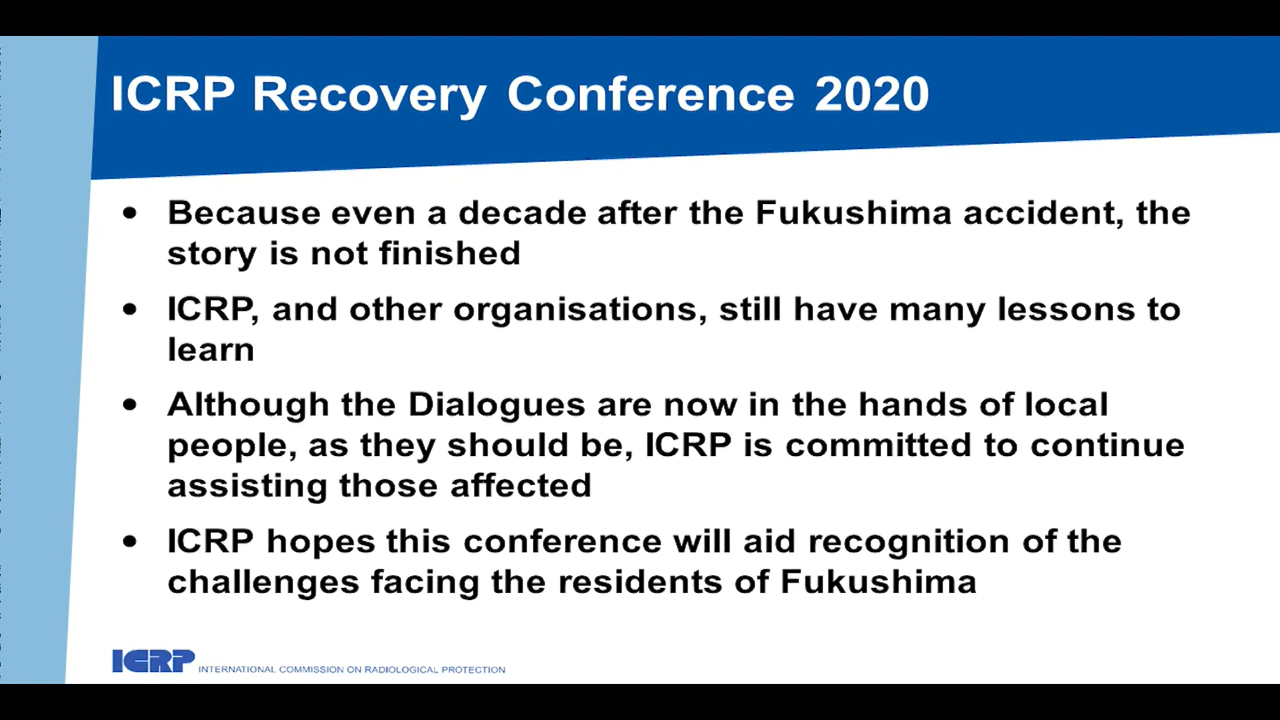 ICRP Recovery Conference 2020
• Because even a decade after the Fukushima accident, the
story is not finished
• ICRP, and other organisations, still have many lessons to
learn
• Although the Dialogues are now in the hands of local
people, as they should be, ICRP is committed to continue
assisting those affected
• ICRP hopes this conference will aid recognition of the
challenges facing the residents of Fukushima
ICRP INTERNATIONAL COMMISSION ON RADIOLOGICAL PROTECTION